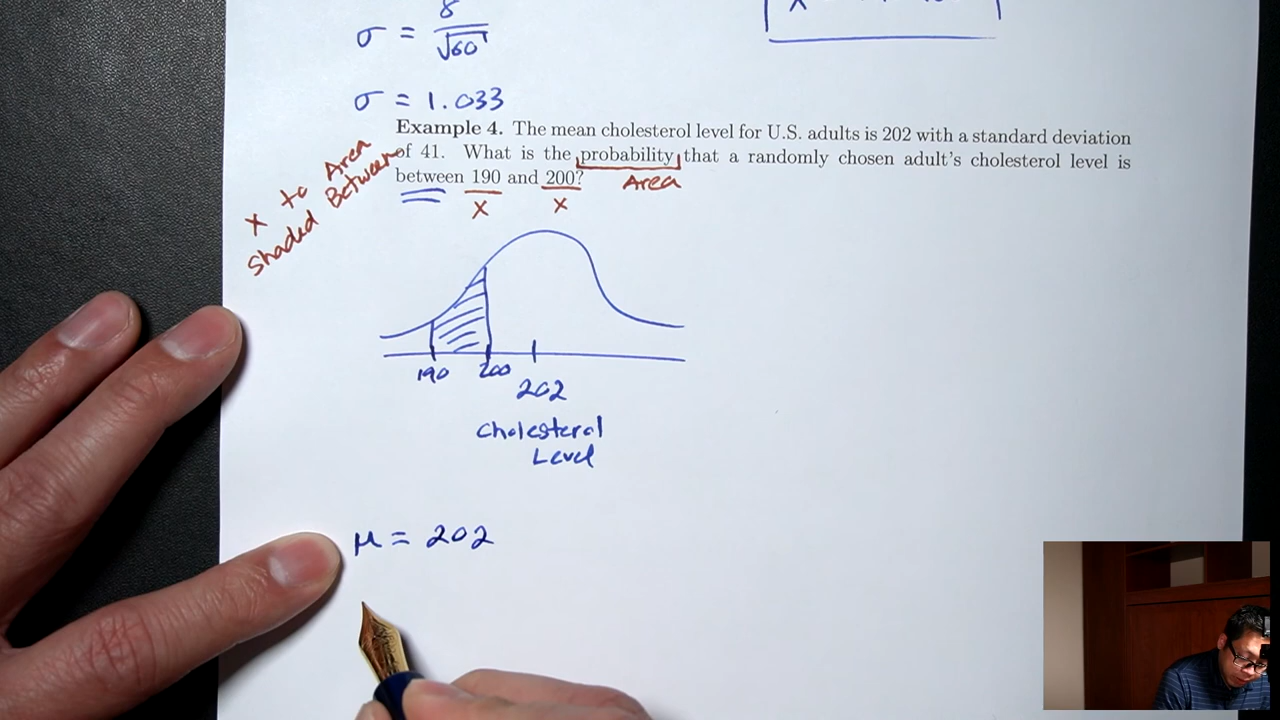 σ = 8/√60
σ = 1.033
Example 4. The mean cholesterol level for U.S. adults is 202 with a standard deviation
of 41. What is the probability that a randomly chosen adult's cholesterol level is
between 190 and 200?
Area
x x
x to Area
shaded Between
190 200
202
Cholesterol
Level
μ = 202